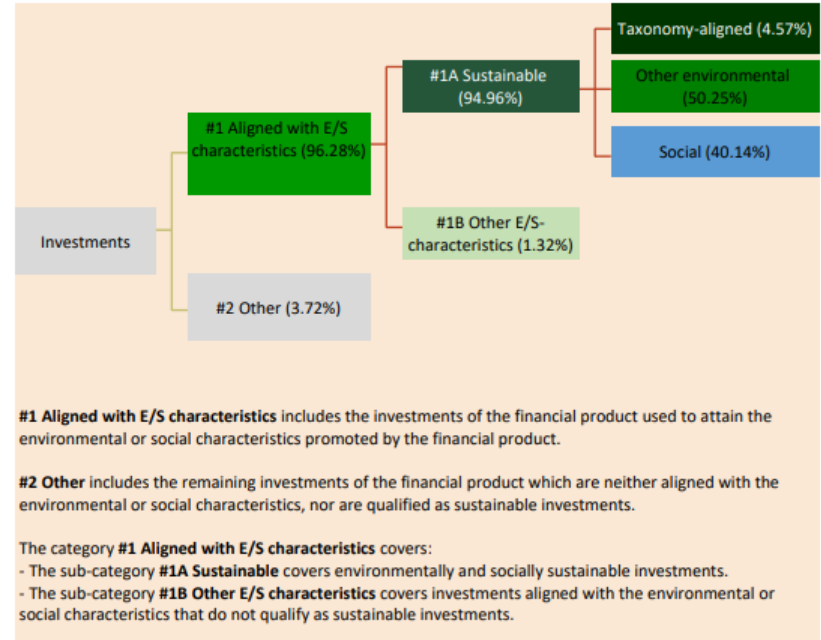 Taxonomy-aligned (4.57%)
#1A Sustainable
(94.96%)
Other environmental
(50.25%)
#1 Aligned with E/S
characteristics (96.28%)
Social (40.14%)
Investments
#1B Other E/S-
characteristics (1.32%)
#2 Other (3.72%)
#1 Aligned with E/S characteristics includes the investments of the financial product used to attain the
environmental or social characteristics promoted by the financial product.
#2 Other includes the remaining investments of the financial product which are neither aligned with the
environmental or social characteristics, nor are qualified as sustainable investments.
The category #1 Aligned with E/S characteristics covers:
- The sub-category #1A Sustainable covers environmentally and socially sustainable investments.
- The sub-category #1B Other E/S characteristics covers investments aligned with the environmental or
social characteristics that do not qualify as sustainable investments.